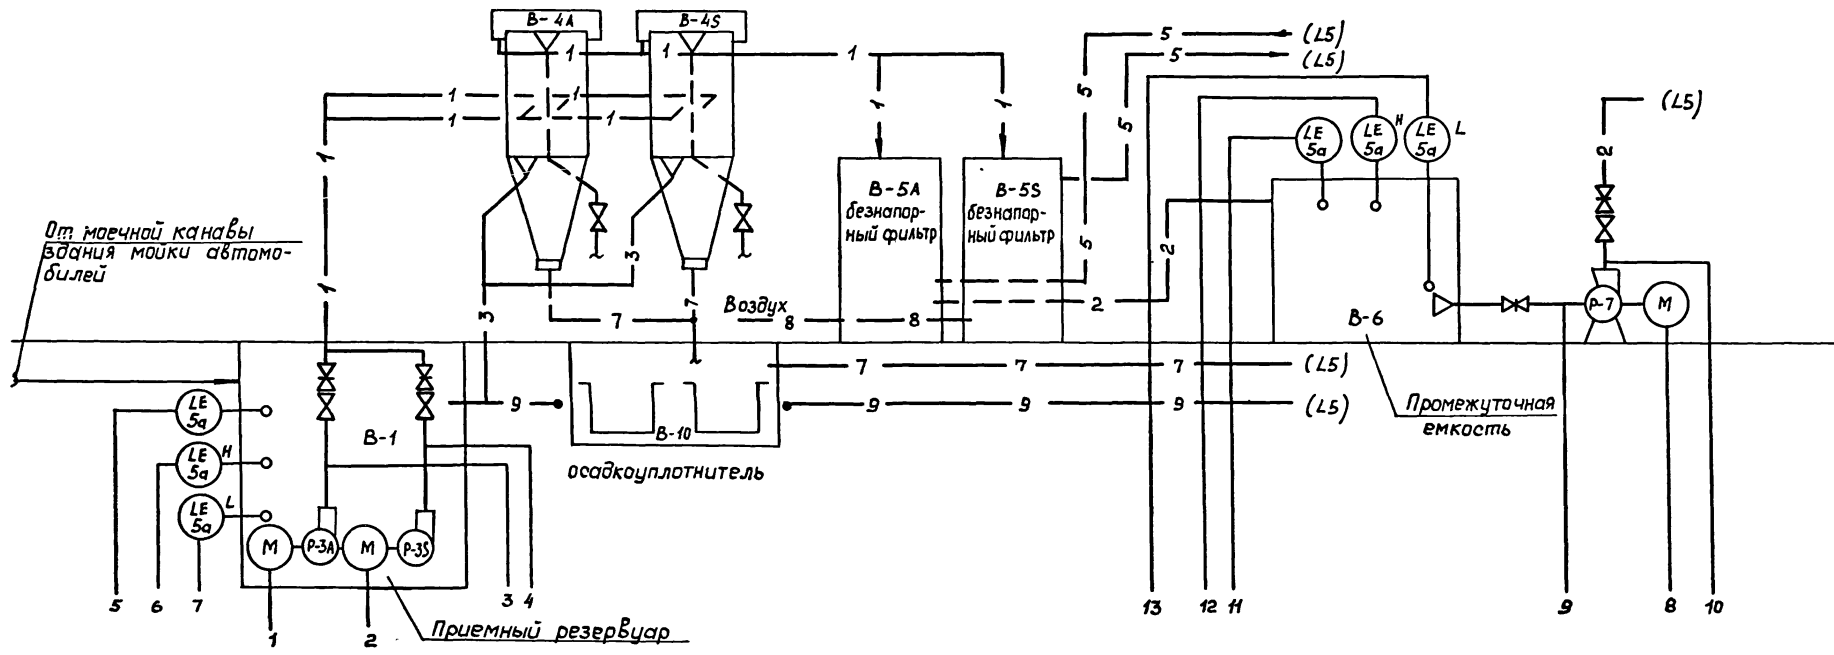 В-4А
В-4S
1
1
1
5
(L5)
5
(L5)
1
1
1
1
1
1
5
5
(L5)
LE
5а
LE
5а
H
LE
5а
L
1
2
В-5А
безнапор-
ный фильтр
В-5S
безнапор-
ный фильтр
От моечной канавы
здания мойки автомо-
билей
3
5
2
1
3
7
7
Воздух
8
8
2
В-6
Р-7
М
7
7
7
(L5)
9
9
9
9
(L5)
LE
5а
LE
5а
H
LE
5а
L
В-1
В-10
осадкоуплотнитель
Промежуточная
емкость
М
Р-3А
М
Р-3S
5
6
7
3
4
13
12
11
9
8
10
1
2
Приемный резервуар